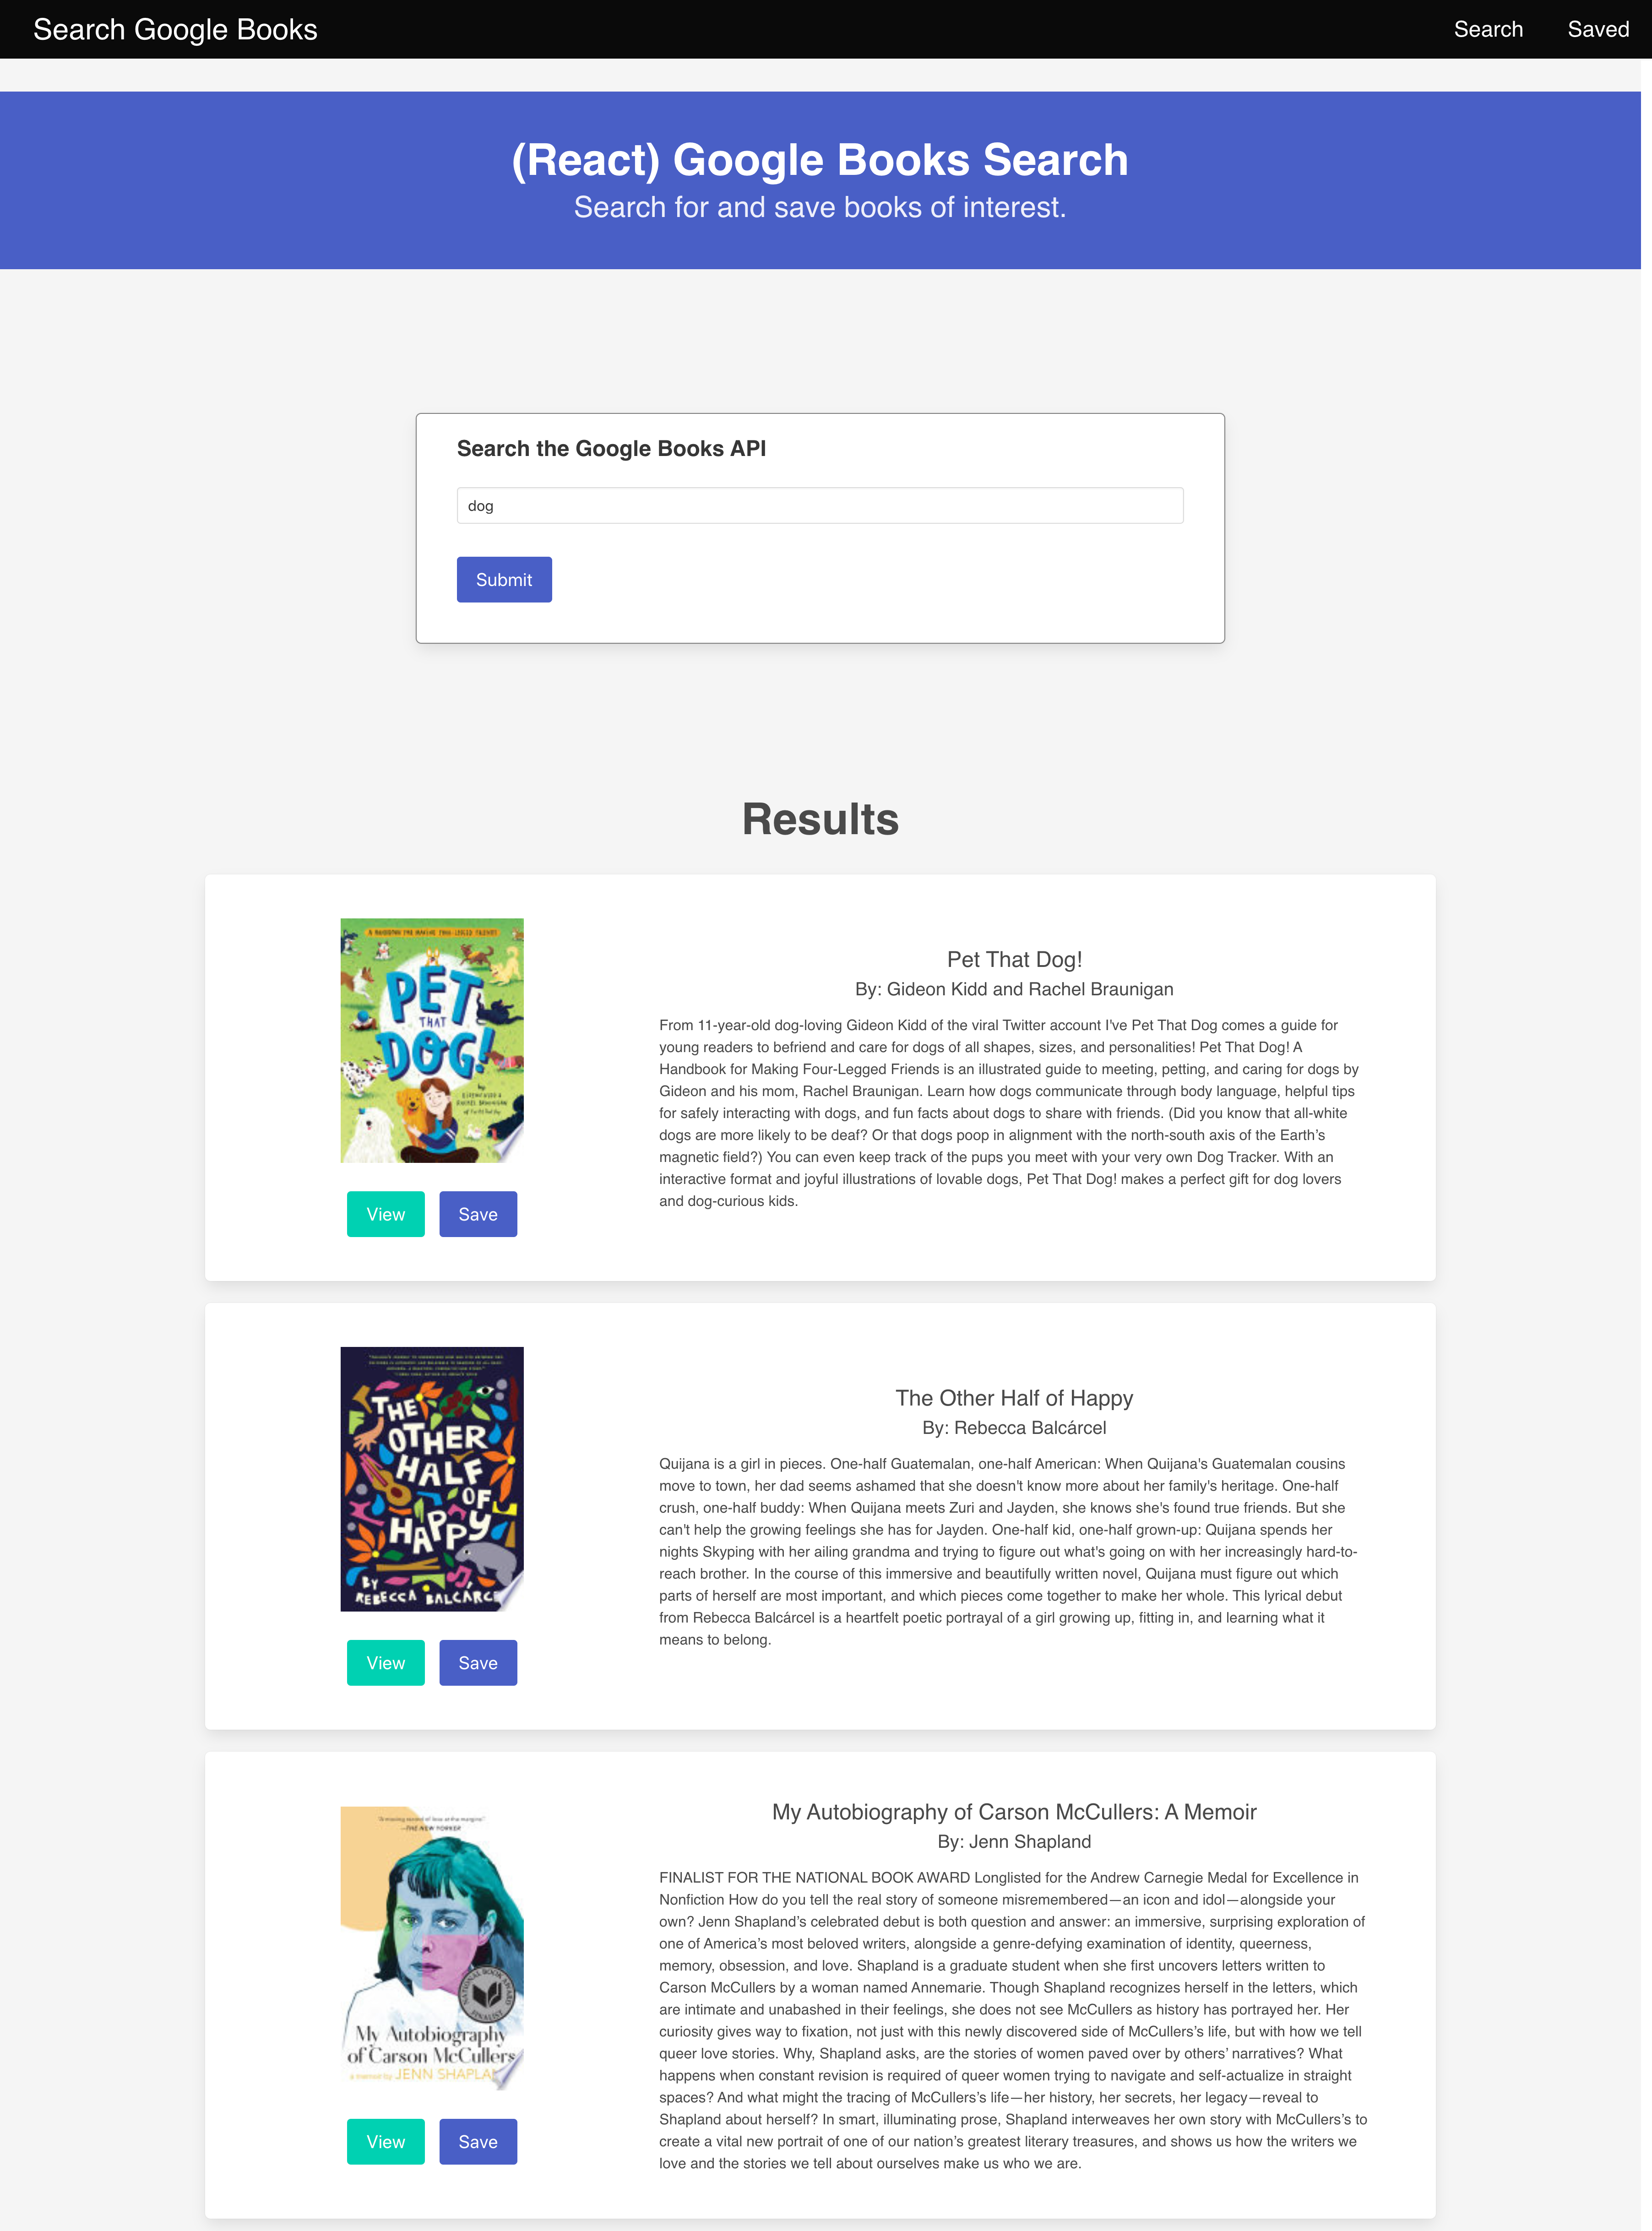 Search Google Books
Search
Saved
(React) Google Books Search
Search for and save books of interest.
Search the Google Books API
dog
Submit
Results
PET
THAT
DOG!
View
Save
Pet That Dog!
By: Gideon Kidd and Rachel Braunigan
From 11-year-old dog-loving Gideon Kidd of the viral Twitter account I've Pet That Dog comes a guide for
young readers to befriend and care for dogs of all shapes, sizes, and personalities! Pet That Dog! A
Handbook for Making Four-Legged Friends is an illustrated guide to meeting, petting, and caring for dogs by
Gideon and his mom, Rachel Braunigan. Learn how dogs communicate through body language, helpful tips
for safely interacting with dogs, and fun facts about dogs to share with friends. (Did you know that all-white
dogs are more likely to be deaf? Or that dogs poop in alignment with the north-south axis of the Earth’s
magnetic field?) You can even keep track of the pups you meet with your very own Dog Tracker. With an
interactive format and joyful illustrations of lovable dogs, Pet That Dog! makes a perfect gift for dog lovers
and dog-curious kids.
THE
OTHER
HALF
OF
HAPPY
BY
REBECCA BALCÁRCE
View
Save
The Other Half of Happy
By: Rebecca Balcárcel
Quijana is a girl in pieces. One-half Guatemalan, one-half American: When Quijana's Guatemalan cousins
move to town, her dad seems ashamed that she doesn't know more about her family's heritage. One-half
crush, one-half buddy: When Quijana meets Zuri and Jayden, she knows she's found true friends. But she
can't help the growing feelings she has for Jayden. One-half kid, one-half grown-up: Quijana spends her
nights Skyping with her ailing grandma and trying to figure out what's going on with her increasingly hard-to-
reach brother. In the course of this immersive and beautifully written novel, Quijana must figure out which
parts of herself are most important, and which pieces come together to make her whole. This lyrical debut
from Rebecca Balcárcel is a heartfelt poetic portrayal of a girl growing up, fitting in, and learning what it
means to belong.
—THE NEW YORKER
NATIONAL BOOK AWARD
FINALIST
My Autobiography
of Carson McCullers
a memoir by JENN SHAPLA
View
Save
My Autobiography of Carson McCullers: A Memoir
By: Jenn Shapland
FINALIST FOR THE NATIONAL BOOK AWARD Longlisted for the Andrew Carnegie Medal for Excellence in
Nonfiction How do you tell the real story of someone misremembered—an icon and idol—alongside your
own? Jenn Shapland’s celebrated debut is both question and answer: an immersive, surprising exploration of
one of America’s most beloved writers, alongside a genre-defying examination of identity, queerness,
memory, obsession, and love. Shapland is a graduate student when she first uncovers letters written to
Carson McCullers by a woman named Annemarie. Though Shapland recognizes herself in the letters, which
are intimate and unabashed in their feelings, she does not see McCullers as history has portrayed her. Her
curiosity gives way to fixation, not just with this newly discovered side of McCullers’s life, but with how we tell
queer love stories. Why, Shapland asks, are the stories of women paved over by others’ narratives? What
happens when constant revision is required of queer women trying to navigate and self-actualize in straight
spaces? And what might the tracing of McCullers’s life—her history, her secrets, her legacy—reveal to
Shapland about herself? In smart, illuminating prose, Shapland interweaves her own story with McCullers’s to
create a vital new portrait of one of our nation’s greatest literary treasures, and shows us how the writers we
love and the stories we tell about ourselves make us who we are.